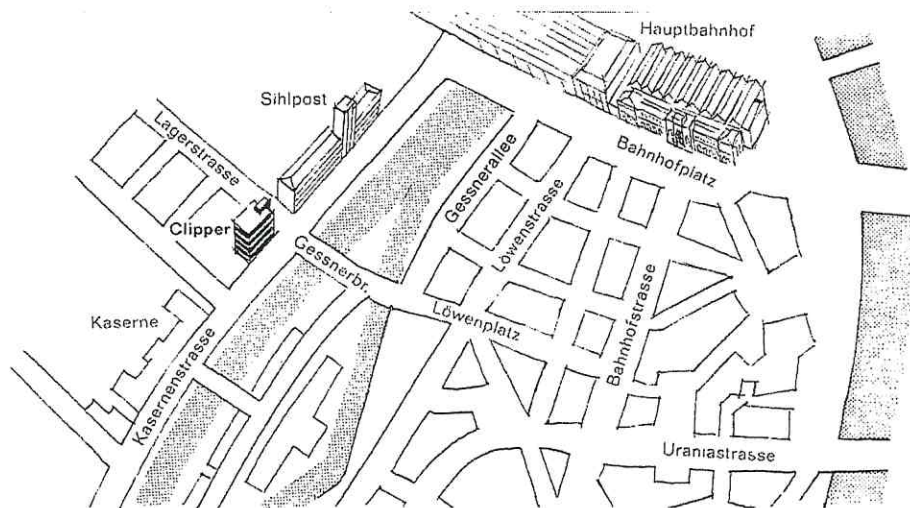 Hauptbahnhof
Sihlpost
Lagerstrasse
Bahnhofplatz
Gessnerallee
Löwenstrasse
Clipper
Gessnerbr.
Löwenplatz
Bahnhofstrasse
Kaserne
Kasernenstrasse
Uraniastrasse